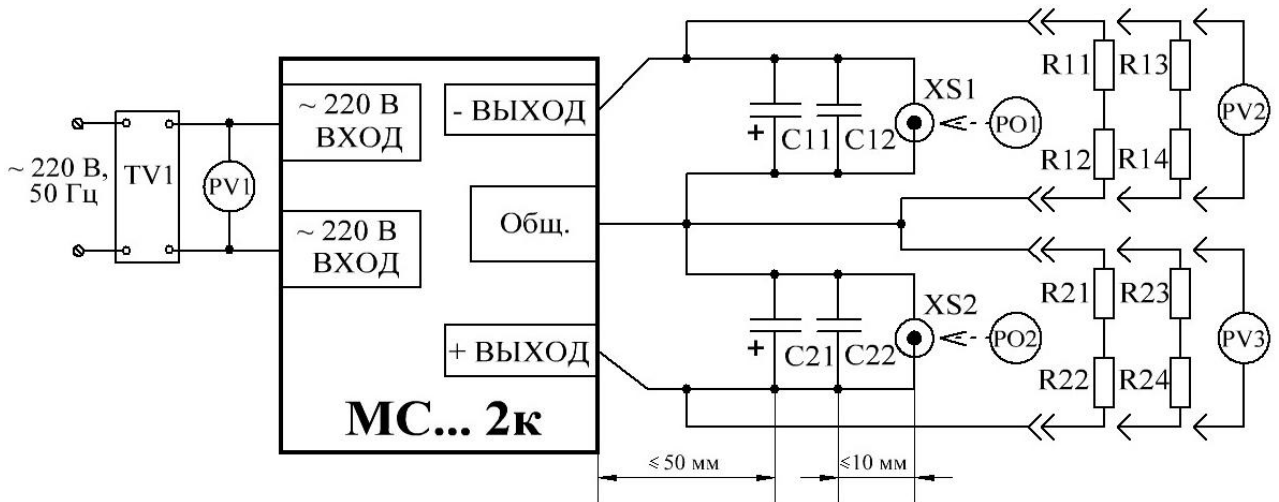 ~ 220 В,
50 Гц
TV1
PV1
~ 220 В
ВХОД
~ 220 В
ВХОД
- ВЫХОД
Общ.
+ ВЫХОД
МС... 2к
+
C11
C12
XS1
PO1
R11
R13
R12
R14
PV2
+
C21
C22
XS2
PO2
R21
R23
R22
R24
PV3
≤ 50 мм
≤10 мм